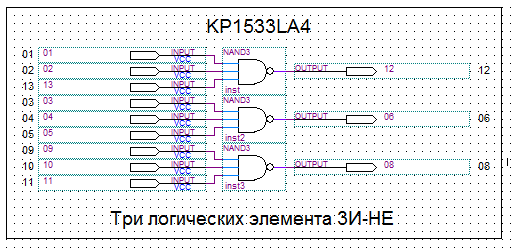 KP1533LA4
01 01 INPUT VCC NAND3
02 02 INPUT VCC OUTPUT 12 12
13 13 INPUT VCC inst
03 03 INPUT VCC NAND3
04 04 INPUT VCC OUTPUT 06 06
05 05 INPUT VCC inst2
09 09 INPUT VCC NAND3
10 10 INPUT VCC OUTPUT 08 08
11 11 INPUT VCC inst3
Три логических элемента 3И-НЕ